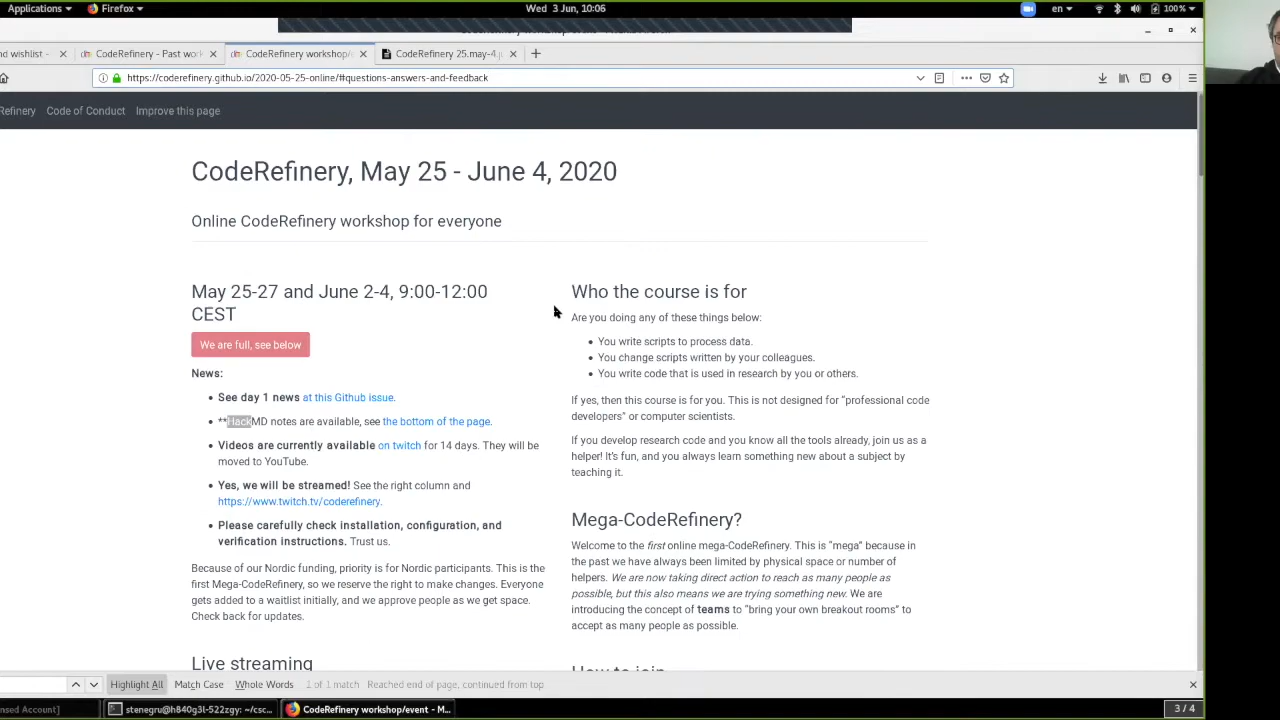 Applications
Firefox
Wed 3 Jun, 10:06
en
100%
nd wishlist -
CodeRefinery - Past wor
CodeRefinery workshop/e
CodeRefinery 25.may-4.j
https://coderefinery.github.io/2020-05-25-online/#questions-answers-and-feedback
Refinery
Code of Conduct
Improve this page
CodeRefinery, May 25 - June 4, 2020
Online CodeRefinery workshop for everyone
May 25-27 and June 2-4, 9:00-12:00
CEST
We are full, see below
News:
See day 1 news at this Github issue.
**HackMD notes are available, see the bottom of the page.
Videos are currently available on twitch for 14 days. They will be
moved to YouTube.
Yes, we will be streamed! See the right column and
https://www.twitch.tv/coderefinery.
Please carefully check installation, configuration, and
verification instructions. Trust us.
Because of our Nordic funding, priority is for Nordic participants. This is the
first Mega-CodeRefinery, so we reserve the right to make changes. Everyone
gets added to a waitlist initially, and we approve people as we get space.
Check back for updates.
Live streaming
Who the course is for
Are you doing any of these things below:
You write scripts to process data.
You change scripts written by your colleagues.
You write code that is used in research by you or others.
If yes, then this course is for you. This is not designed for "professional code
developers" or computer scientists.
If you develop research code and you know all the tools already, join us as a
helper! It's fun, and you always learn something new about a subject by
teaching it.
Mega-CodeRefinery?
Welcome to the first online mega-CodeRefinery. This is "mega" because in
the past we have always been limited by physical space or number of
helpers. We are now taking direct action to reach as many people as
possible, but this also means we are trying something new. We are
introducing the concept of teams to "bring your own breakout rooms" to
accept as many people as possible.
How to join
Highlight All
Match Case
Whole Words
1 of 1 match
Reached end of page, continued from top
nsed Account]
stenegru@h840g3l-522zgy: ~/csc...
CodeRefinery workshop/event - M...
3 / 4